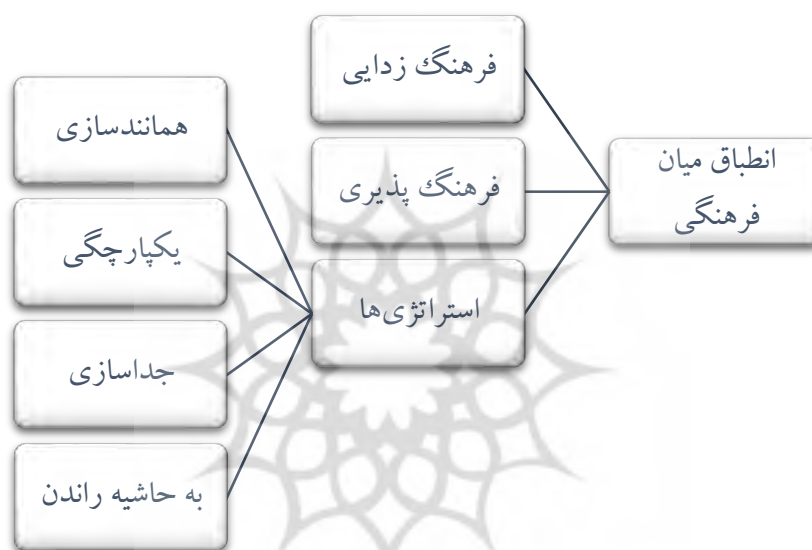 انطباق میان
فرهنگی
فرهنگ زدایی
فرهنگ پذیری
استراتژی‌ها
همانندسازی
یکپارچگی
جداسازی
به حاشیه راندن